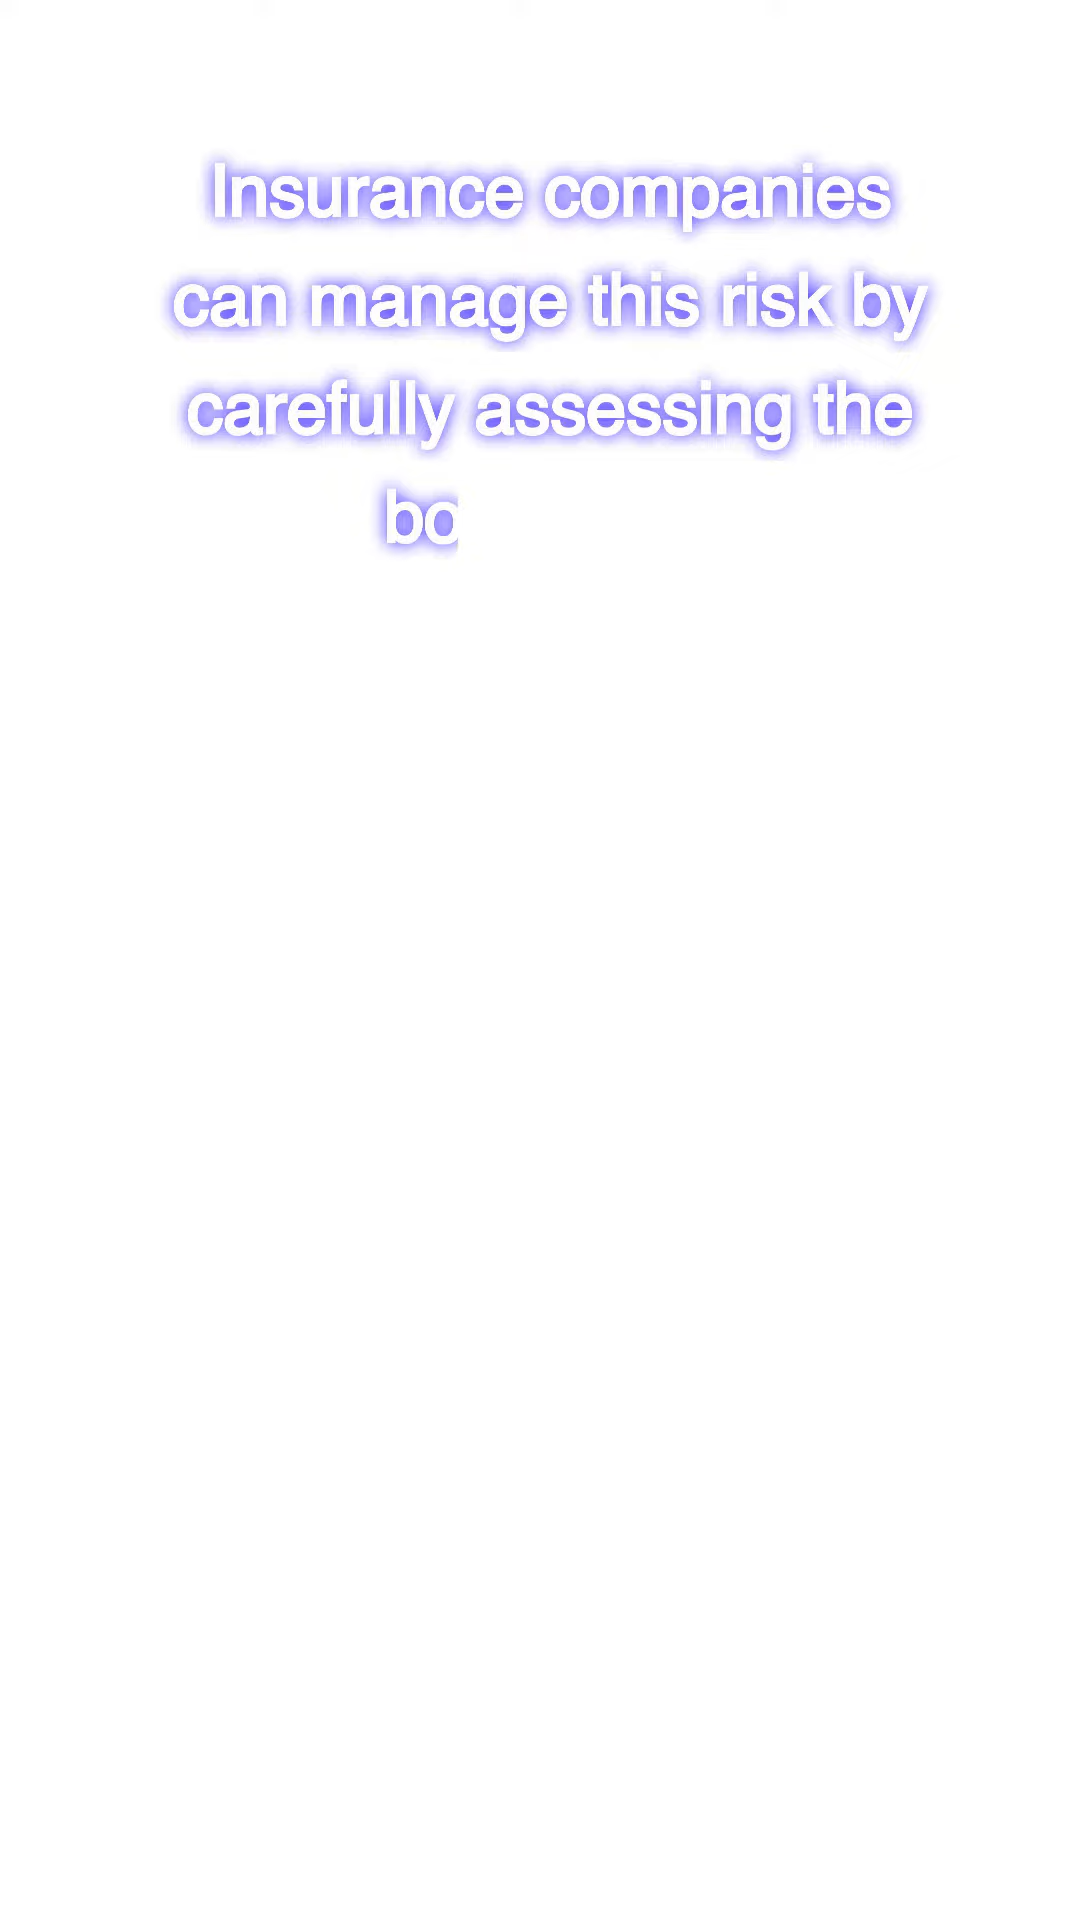 Insurance companies
can manage this risk by
carefully assessing the
bo